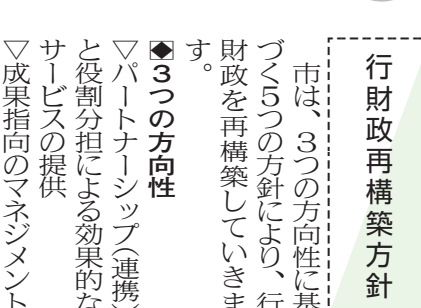 行財政再構築方針
市は、3つの方向性に基
づく5つの方針により、行
財政を再構築していきま
す。
◆3つの方向性
▽パートナーシップ(連携)
と役割分担による効果的な
サービスの提供
▽成果指向のマネジメント